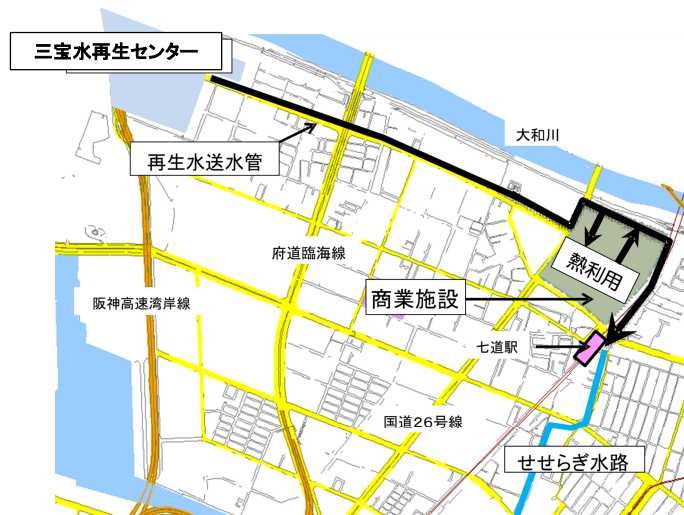 三宝水再生センター
大和川
再生水送水管
府道臨海線
熱利用
商業施設
阪神高速湾岸線
七道駅
国道26号線
せせらぎ水路